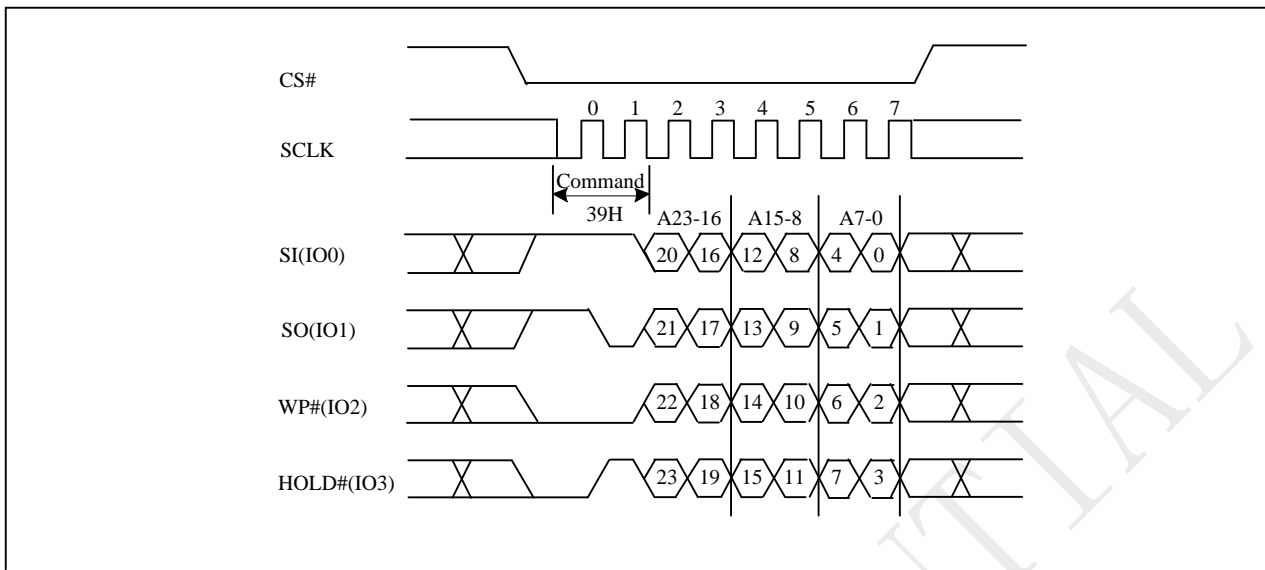 CS#
0 1 2 3 4 5 6 7
SCLK
Command
39H
A23-16 A15-8 A7-0
SI(IO0) 20 16 12 8 4 0
SO(IO1) 21 17 13 9 5 1
WP#(IO2) 22 18 14 10 6 2
HOLD#(IO3) 23 19 15 11 7 3
NTIAL